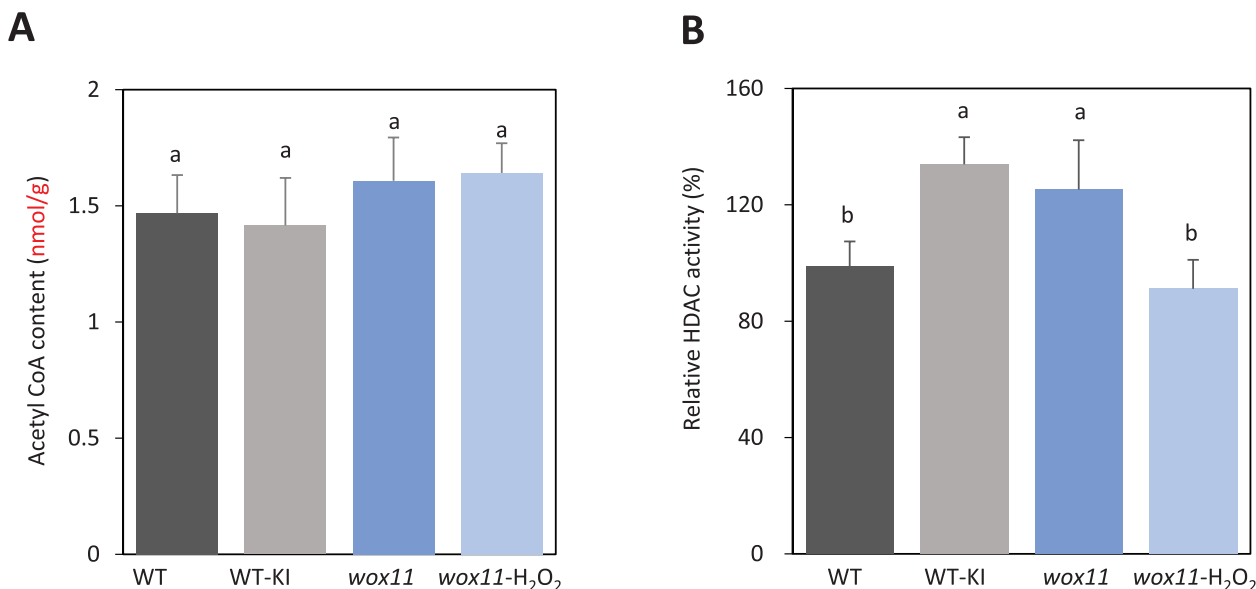 A
Acetyl CoA content (nmol/g)
2
1.5
1
0.5
0
a
a
a
a
WT
WT-KI
wox11
wox11-H₂O₂
B
Relative HDAC activity (%)
160
120
80
40
0
b
a
a
b
WT
WT-KI
wox11
wox11-H₂O₂